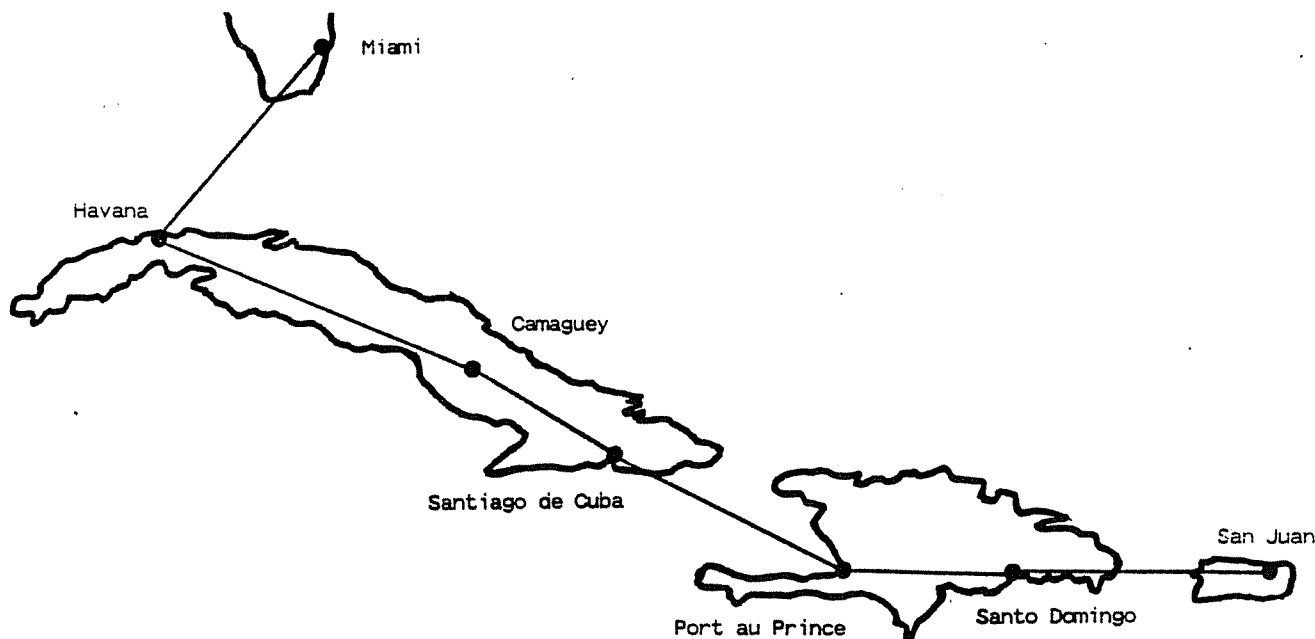 Miami
Havana
Camaguey
Santiago de Cuba
San Juan
Santo Domingo
Port au Prince